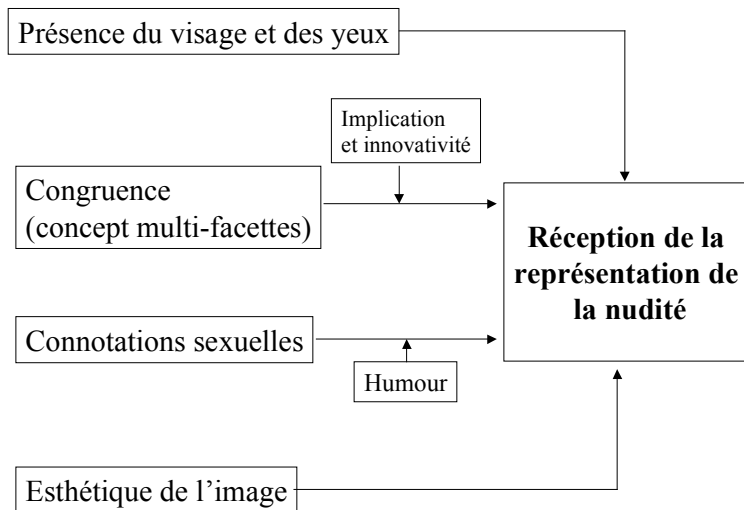 Présence du visage et des yeux
Implication
et innovativité
Congruence
(concept multi-facettes)
Réception de la
représentation de
la nudité
Connotations sexuelles
Humour
Esthétique de l’image